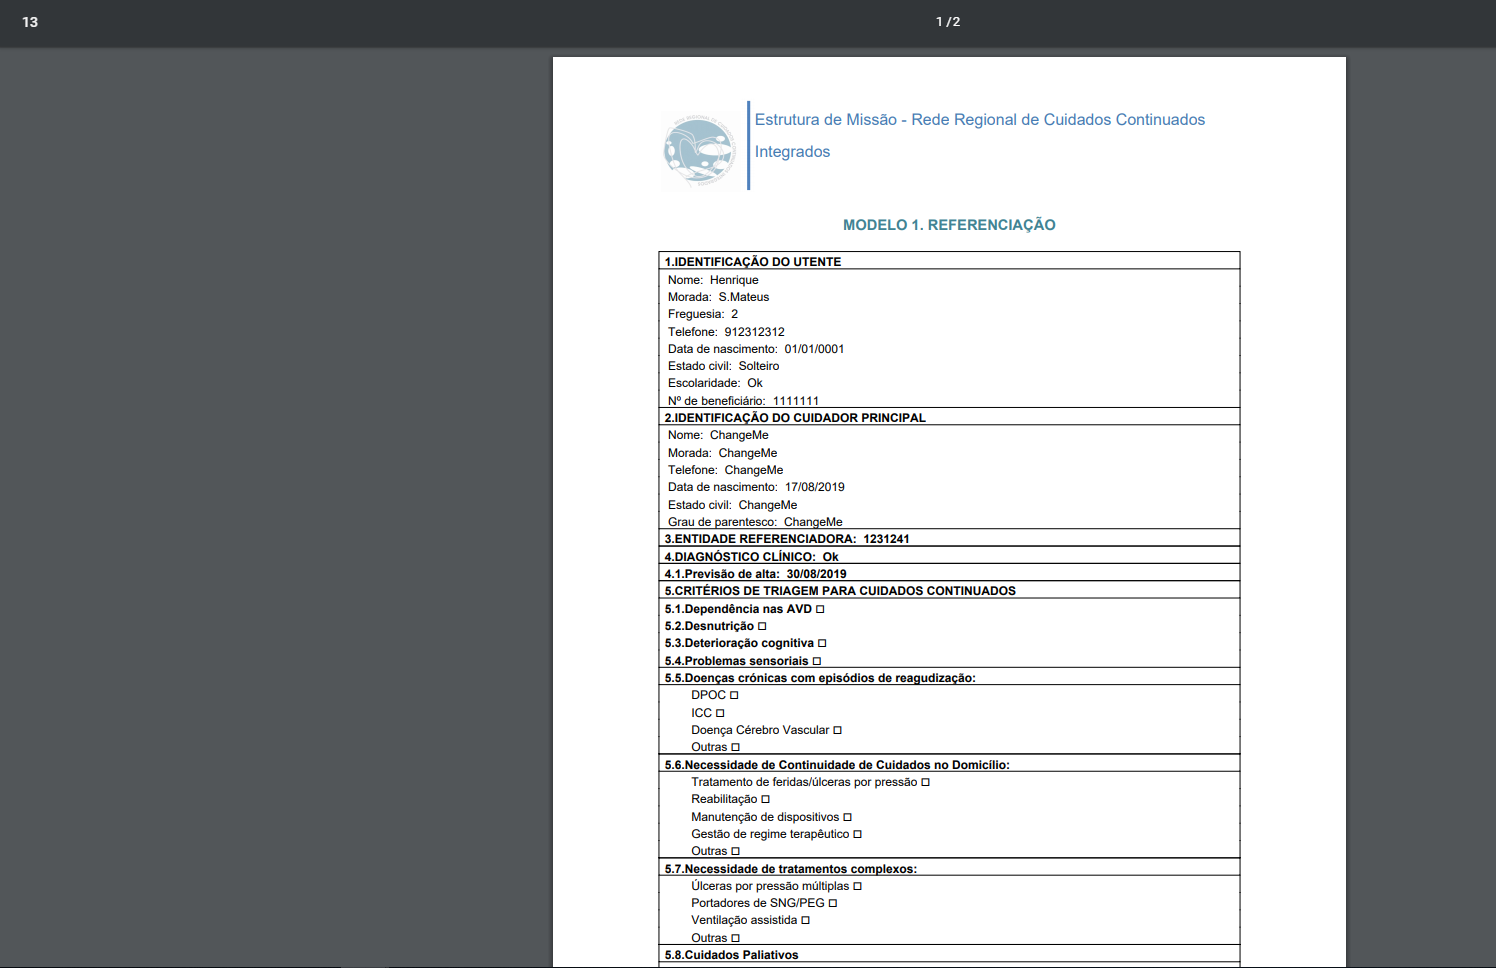 13
1 / 2
Estrutura de Missão - Rede Regional de Cuidados Continuados
Integrados
MODELO 1. REFERENCIAÇÃO
1.IDENTIFICAÇÃO DO UTENTE
Nome: Henrique
Morada: S.Mateus
Freguesia: 2
Telefone: 912312312
Data de nascimento: 01/01/0001
Estado civil: Solteiro
Escolaridade: Ok
Nº de beneficiário: 1111111
2.IDENTIFICAÇÃO DO CUIDADOR PRINCIPAL
Nome: ChangeMe
Morada: ChangeMe
Telefone: ChangeMe
Data de nascimento: 17/08/2019
Estado civil: ChangeMe
Grau de parentesco: ChangeMe
3.ENTIDADE REFERENCIADORA: 1231241
4.DIAGNÓSTICO CLÍNICO: Ok
4.1.Previsão de alta: 30/08/2019
5.CRITÉRIOS DE TRIAGEM PARA CUIDADOS CONTINUADOS
5.1.Dependência nas AVD ☐
5.2.Desnutrição ☐
5.3.Deterioração cognitiva ☐
5.4.Problemas sensoriais ☐
5.5.Doenças crónicas com episódios de reagudização:
DPOC ☐
ICC ☐
Doença Cérebro Vascular ☐
Outras ☐
5.6.Necessidade de Continuidade de Cuidados no Domicílio:
Tratamento de feridas/úlceras por pressão ☐
Reabilitação ☐
Manutenção de dispositivos ☐
Gestão de regime terapêutico ☐
Outras ☐
5.7.Necessidade de tratamentos complexos:
Úlceras por pressão múltiplas ☐
Portadores de SNG/PEG ☐
Ventilação assistida ☐
Outras ☐
5.8.Cuidados Paliativos